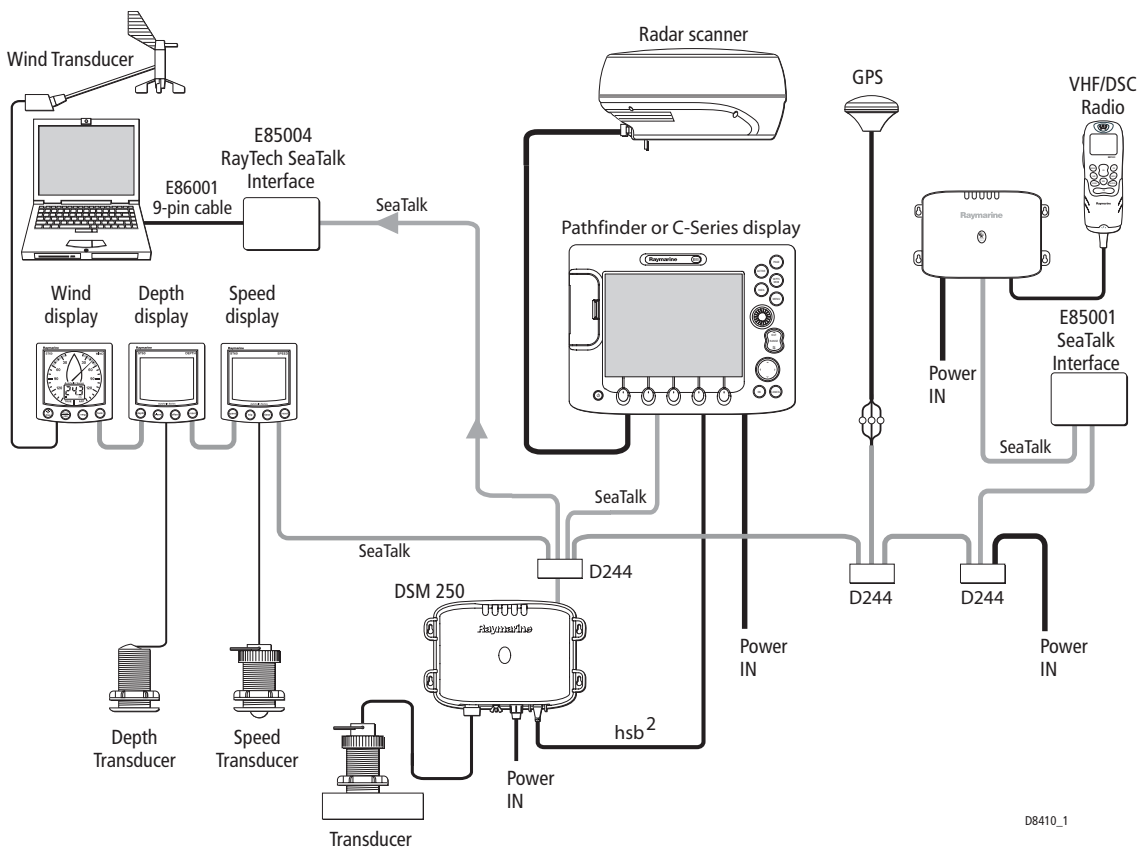 Radar scanner
Wind Transducer
GPS
VHF/DSC
Radio
E85004
RayTech SeaTalk
Interface
E86001
9-pin cable
SeaTalk
Raymarine
Pathfinder or C-Series display
Raymarine
Wind
display
Depth
display
Speed
display
E85001
SeaTalk
Interface
Power
IN
SeaTalk
SeaTalk
SeaTalk
D244
D244
D244
DSM 250
Raymarine
Power
IN
Power
IN
hsb2
Depth
Transducer
Speed
Transducer
Power
IN
Transducer
D8410_1